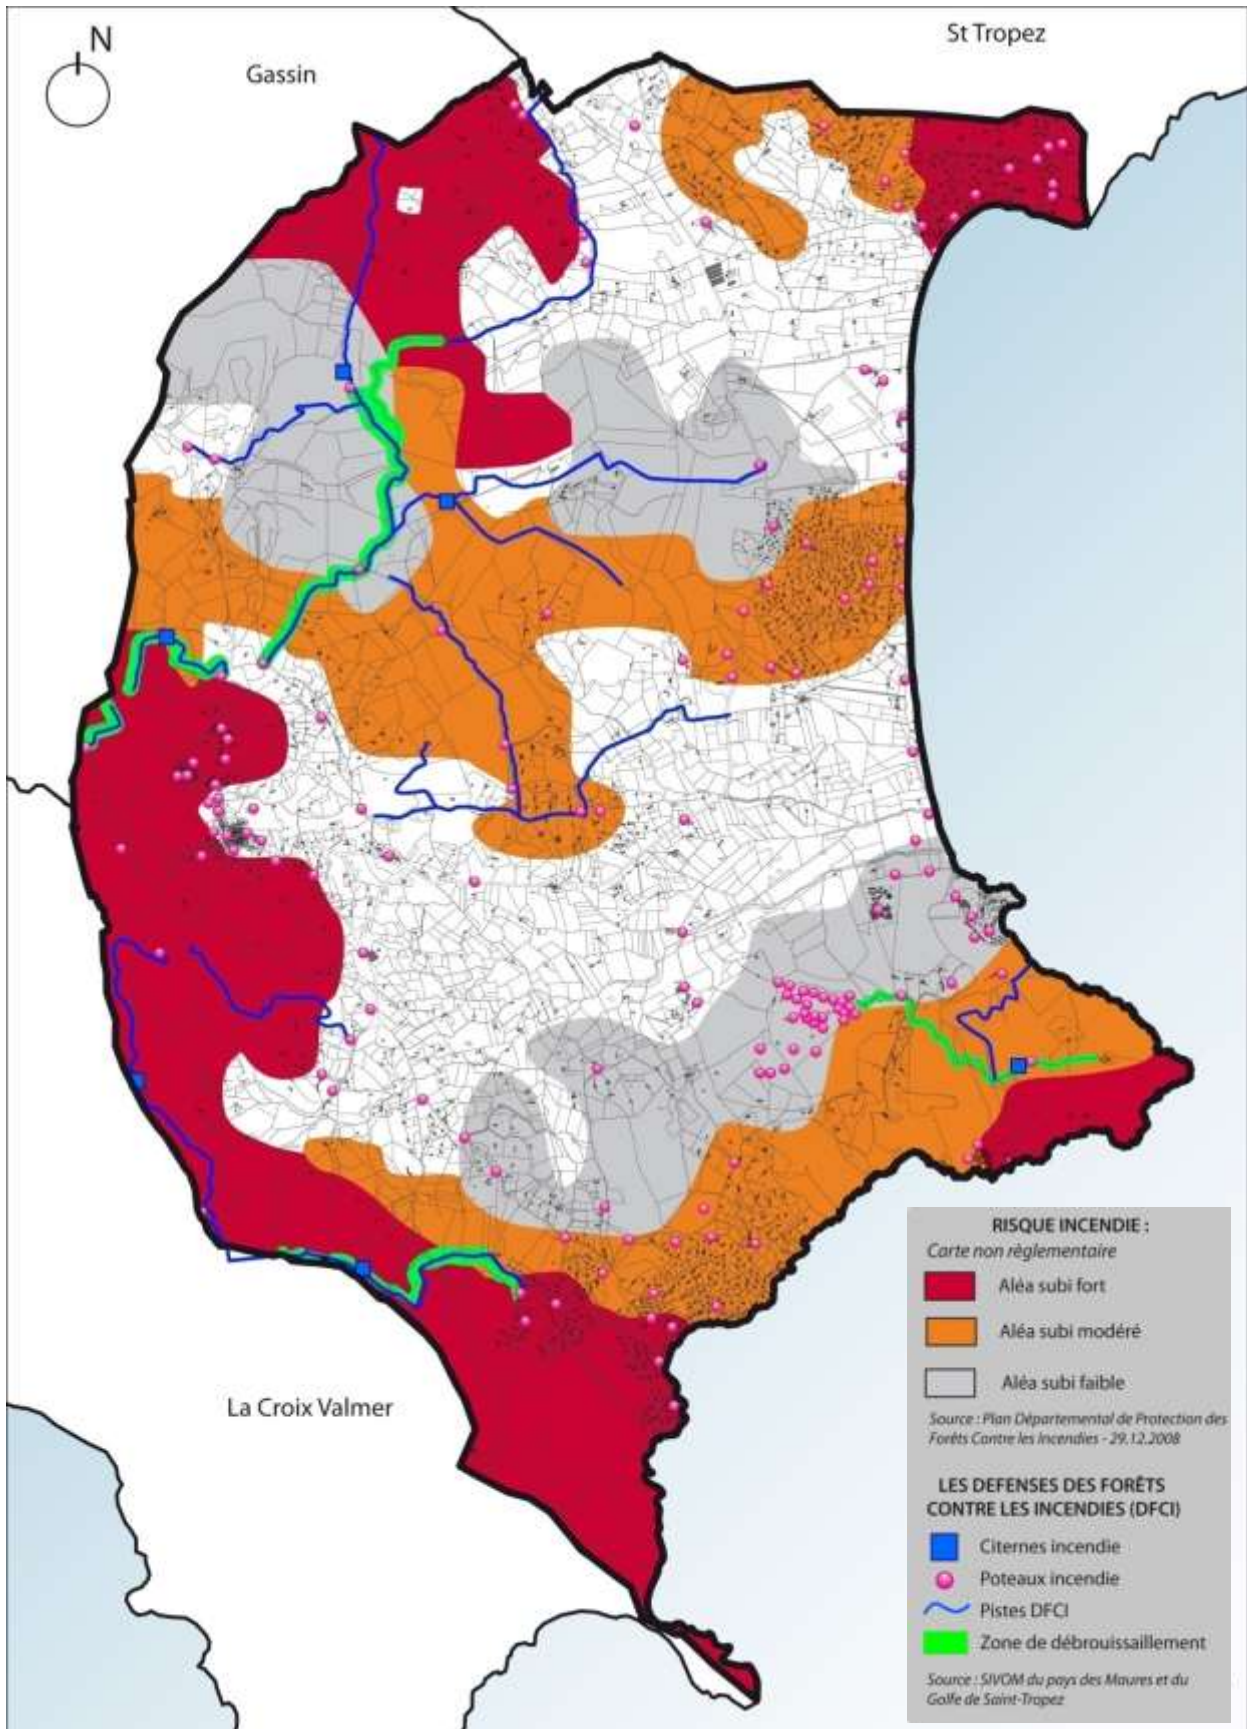 N
St Tropez
Gassin
La Croix Valmer
RISQUE INCENDIE :
Carte non règlementaire
Aléa subi fort
Aléa subi modéré
Aléa subi faible
Source : Plan Départemental de Protection des
Forêts Contre les Incendies - 29.12.2008
LES DEFENSES DES FORÊTS
CONTRE LES INCENDIES (DFCI)
Citernes incendie
Poteaux incendie
Pistes DFCI
Zone de débrouissaillement
Source : SIVOM du pays des Maures et du
Golfe de Saint-Tropez